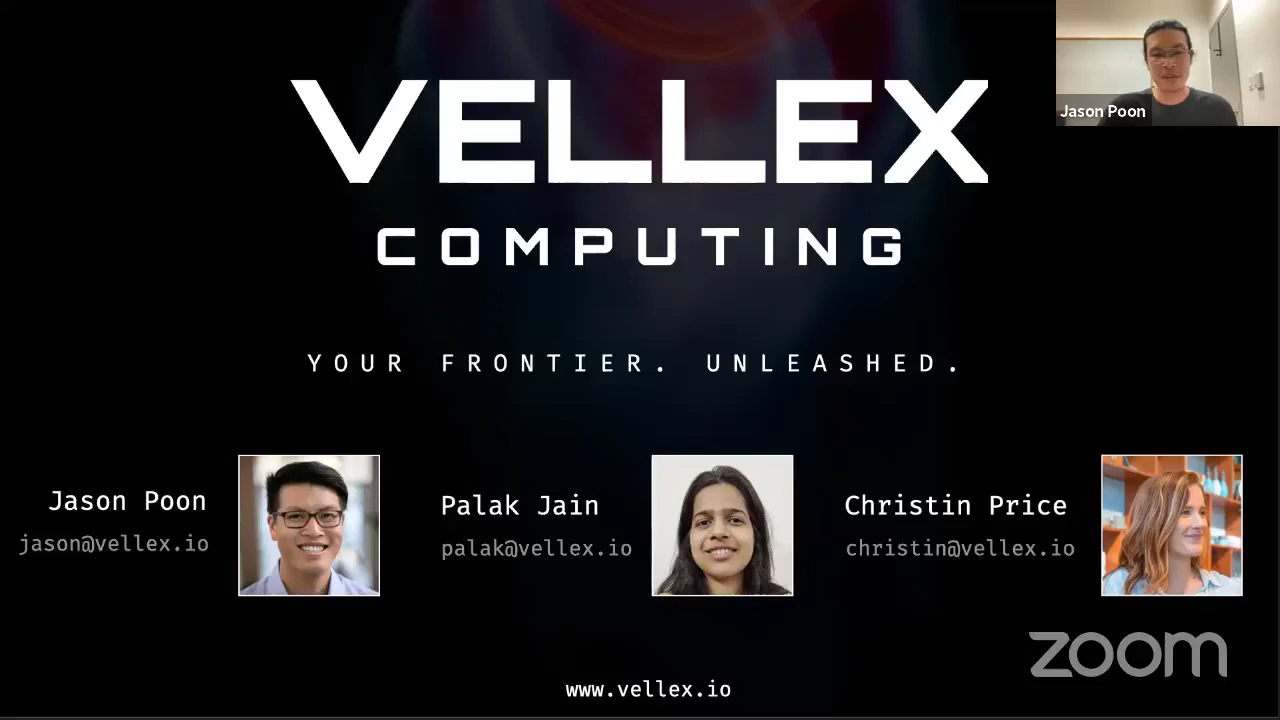 VELLEX
COMPUTING
Jason Poon
YOUR FRONTIER. UNLEASHED.
Jason Poon
jason@vellex.io
Palak Jain
palak@vellex.io
Christin Price
christin@vellex.io
zoom
www.vellex.io